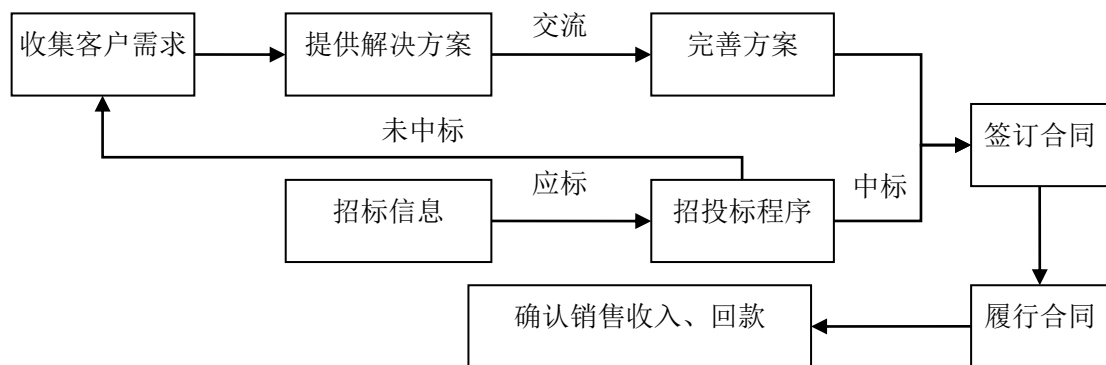 收集客户需求
提供解决方案
交流
完善方案
未中标
签订合同
招标信息
应标
招投标程序
中标
确认销售收入、回款
履行合同